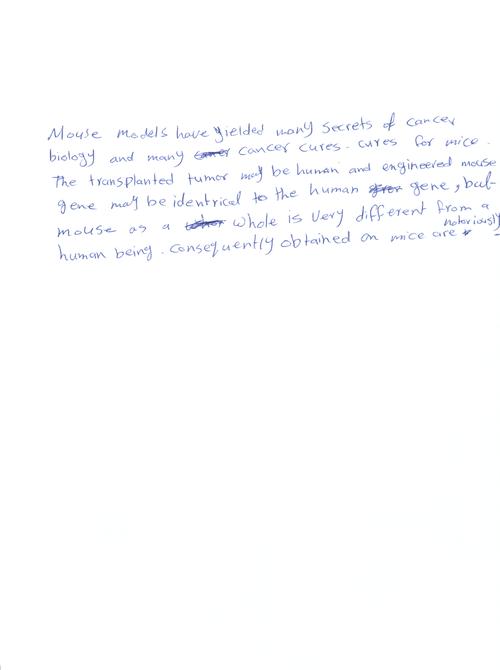 Mouse models have yielded many secrets of cancer
biology and many cancer cures. cures for mice.
The transplanted tumor may be human and engineered mouse
gene may be identrical to the human gene, but
mouse as a whole is very different from a
human being. Consequently obtained on mice are notoriously